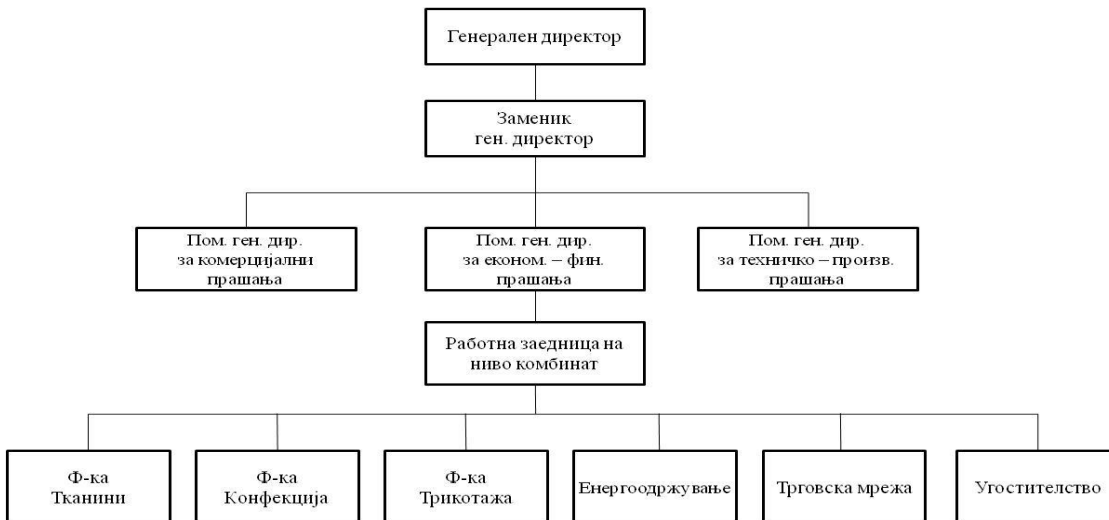 Генерален директор
Заменик
ген. директор
Пом. ген. дир.
за комерцијални
прашања
Пом. ген. дир.
за економ. – фин.
прашања
Пом. ген. дир.
за техничко – произв.
прашања
Работна заедница на
ниво комбинат
Ф-ка
Тканини
Ф-ка
Конфекција
Ф-ка
Трикотажа
Енергоодржување
Трговска мрежа
Угостителство